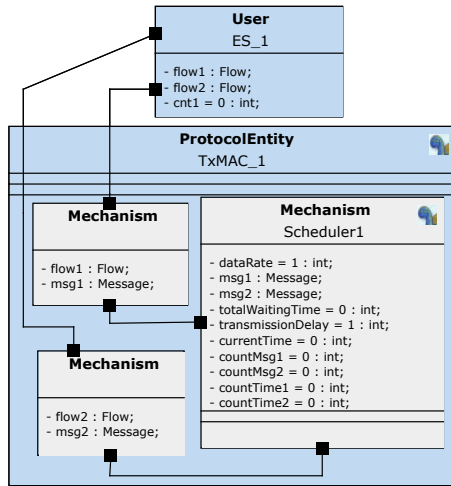 User
ES_1
- flow1 : Flow;
- flow2 : Flow;
- cnt1 = 0 : int;
ProtocolEntity
TxMAC_1
Mechanism
- flow1 : Flow;
- msg1 : Message;
Mechanism
Scheduler1
- dataRate = 1 : int;
- msg1 : Message;
- msg2 : Message;
- totalWaitingTime = 0 : int;
- transmissionDelay = 1 : int;
- currentTime = 0 : int;
- countMsg1 = 0 : int;
- countMsg2 = 0 : int;
- countTime1 = 0 : int;
- countTime2 = 0 : int;
Mechanism
- flow2 : Flow;
- msg2 : Message;